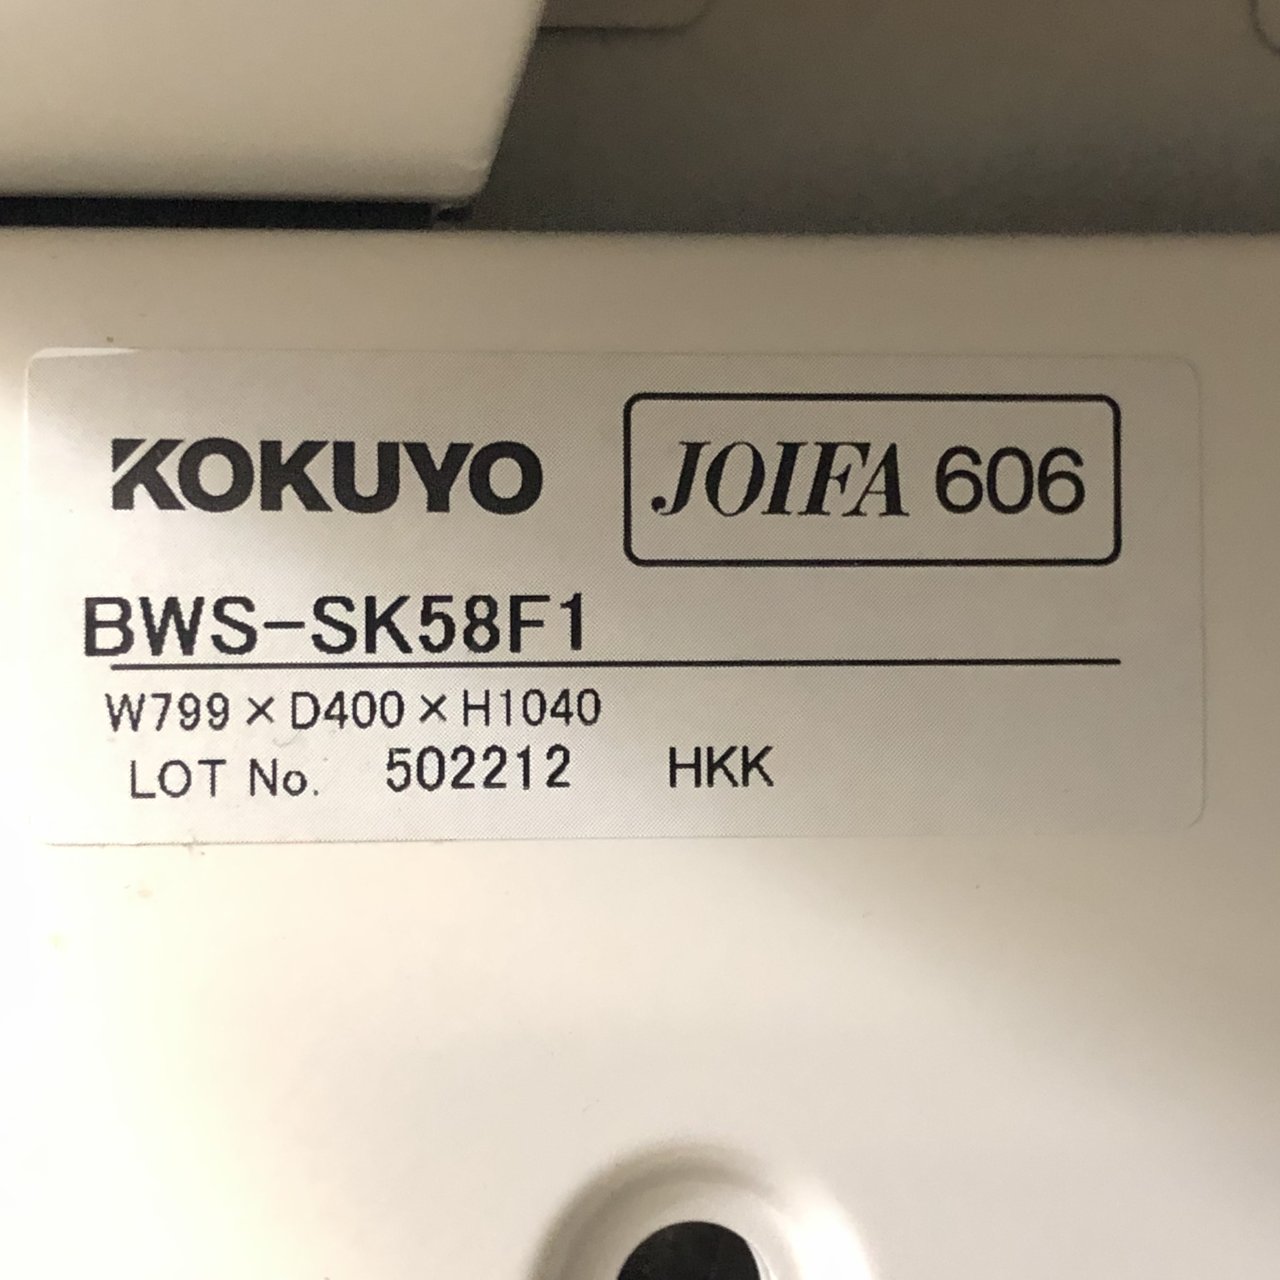 KOKUYO JOIFA 606
BWS-SK58F1
W799×D400×H1040
LOT No. 502212 HKK